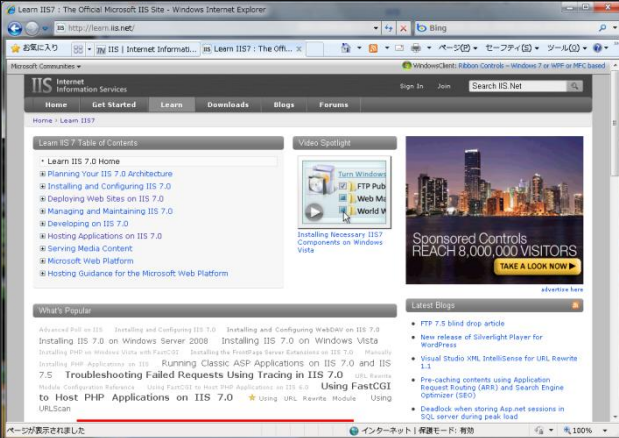 Learn IIS7 : The Official Microsoft IIS Site - Windows Internet Explorer
http://learn.iis.net/
Bing
お気に入り
IIS | Internet Informati...
Learn IIS7 : The Offi...
ページ(P)
セーフティ(S)
ツール(O)
Microsoft Communities
WindowsClient: Ribbon Controls – Windows 7 or WPF or MFC based
IIS Internet Information Services
Sign In Join Search IIS.Net
Home Get Started Learn Downloads Blogs Forums
Home › Learn IIS7
Learn IIS 7 Table of Contents
Learn IIS 7.0 Home
Planning Your IIS 7.0 Architecture
Installing and Configuring IIS 7.0
Deploying Web Sites on IIS 7.0
Managing and Maintaining IIS 7.0
Developing on IIS 7.0
Hosting Applications on IIS 7.0
Serving Media Content
Microsoft Web Platform
Hosting Guidance for the Microsoft Web Platform
Video Spotlight
Turn Windows
FTP Pub
Web Ma
World W
Installing Necessary IIS7
Components on Windows
Vista
Sponsored Controls
REACH 8,000,000 VISITORS
TAKE A LOOK NOW
advertise here
What's Popular
Advanced Poll on IIS Installing and Configuring IIS 7.0 Installing and Configuring WebDAV on IIS 7.0
Installing IIS 7.0 on Windows Server 2008 Installing IIS 7.0 on Windows Vista
Installing PHP on Windows Vista with FastCGI Installing the FrontPage Server Extensions on IIS 7.0 Manually
Installing PHP Applications on IIS Running Classic ASP Applications on IIS 7.0 and IIS
7.5 Troubleshooting Failed Requests Using Tracing in IIS 7.0 URL Rewrite
Module Configuration Reference Using FastCGI to Host PHP Applications on IIS 6.0 Using FastCGI
to Host PHP Applications on IIS 7.0 Using URL Rewrite Module Using
URLScan
Latest Blogs
FTP 7.5 blind drop article
New release of Silverlight Player for
WordPress
Visual Studio XML IntelliSense for URL Rewrite
1.1
Pre-caching contents using Application
Request Routing (ARR) and Search Engine
Optimizer (SEO)
Deadlock when storing Asp.net sessions in
SQL server during peak load
ページが表示されました
インターネット | 保護モード: 有効
100%